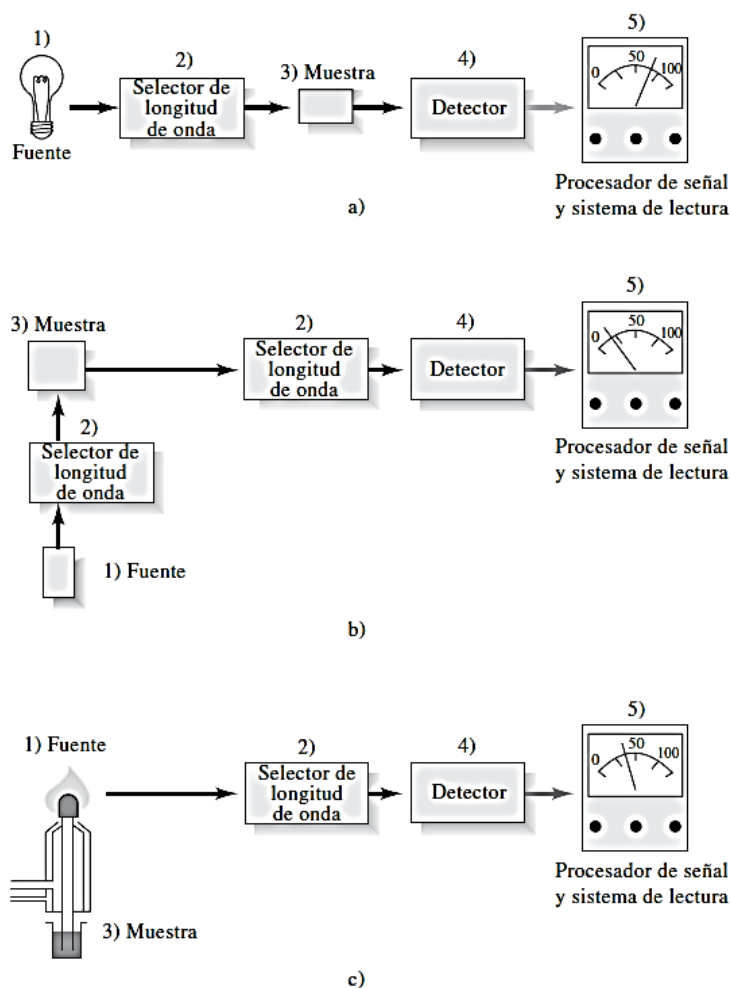 1)
Fuente
2)
Selector de
longitud
de onda
3) Muestra
4)
Detector
5)
0 50 100
Procesador de señal
y sistema de lectura
a)
3) Muestra
2)
Selector de
longitud
de onda
1) Fuente
2)
Selector de
longitud
de onda
4)
Detector
5)
0 50 100
Procesador de señal
y sistema de lectura
b)
1) Fuente
3) Muestra
2)
Selector de
longitud
de onda
4)
Detector
5)
0 50 100
Procesador de señal
y sistema de lectura
c)